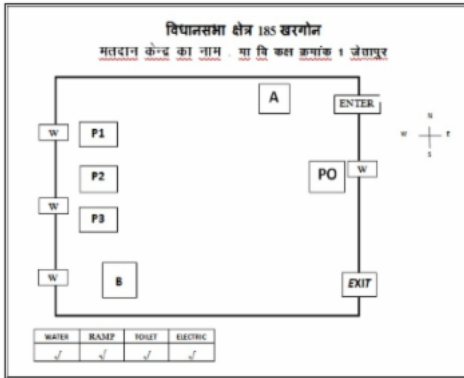 विधानसभा क्षेत्र 185 खरगोन
मतदान केन्द्र का नाम . मा वि कक्ष क्रमांक 1 जेतापुर
A
ENTER
N
W E
S
W P1
P2
PO W
W P3
W B
EXIT
WATER RAMP TOILET ELECTRIC
√ √ √ √